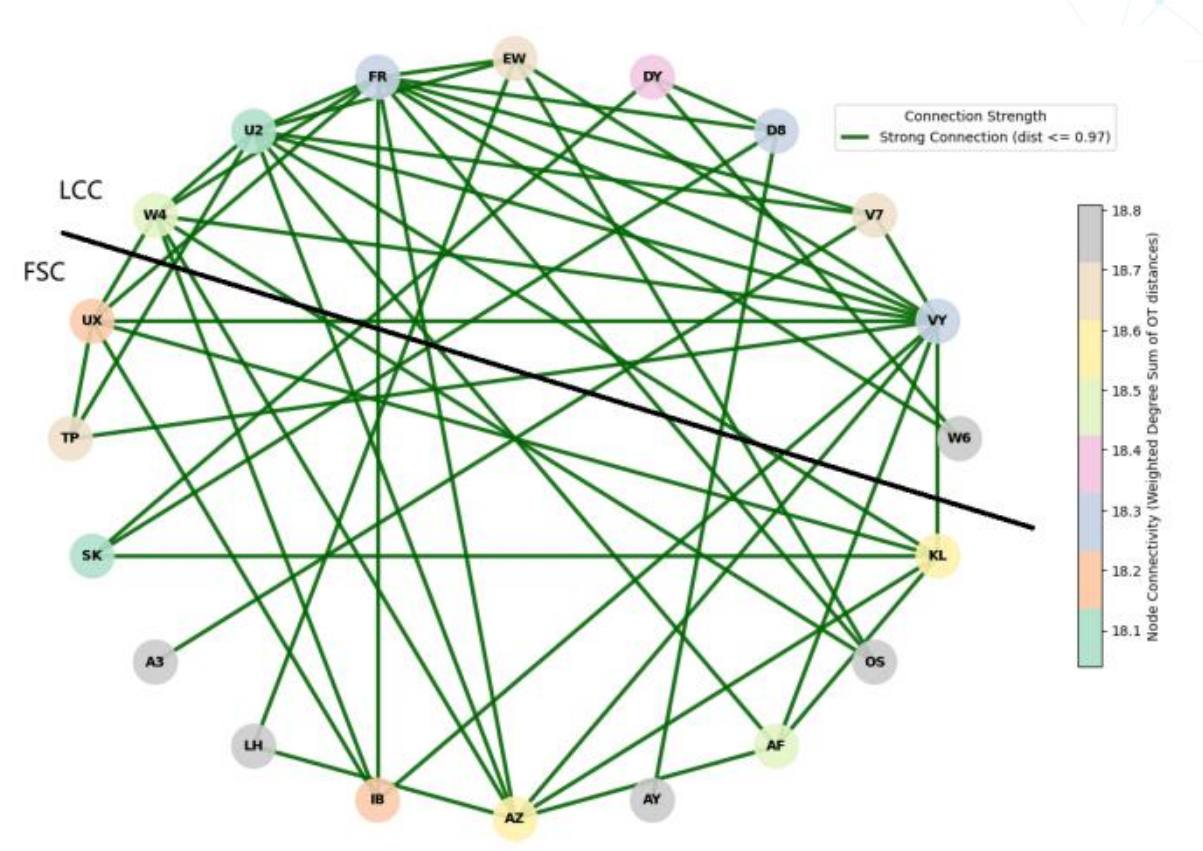 EW
FR
DY
U2
D8
Connection Strength
Strong Connection (dist <= 0.97)
LCC
W4
V7
FSC
UX
VY
TP
W6
SK
KL
A3
OS
LH
AF
IB
AY
AZ
18.8
18.7
18.6
18.5
18.4
18.3
18.2
18.1
Node Connectivity (Weighted Degree Sum of OT distances)